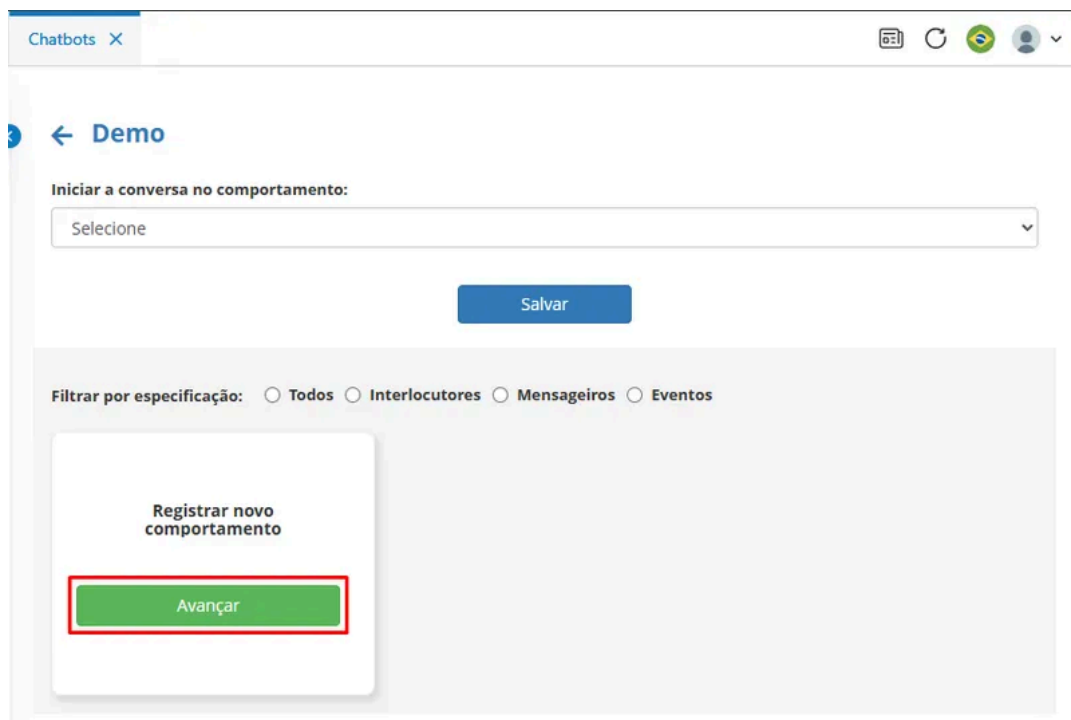 Chatbots
Demo
Iniciar a conversa no comportamento:
Selecione
Salvar
Filtrar por especificação: Todos Interlocutores Mensageiros Eventos
Registrar novo
comportamento
Avançar